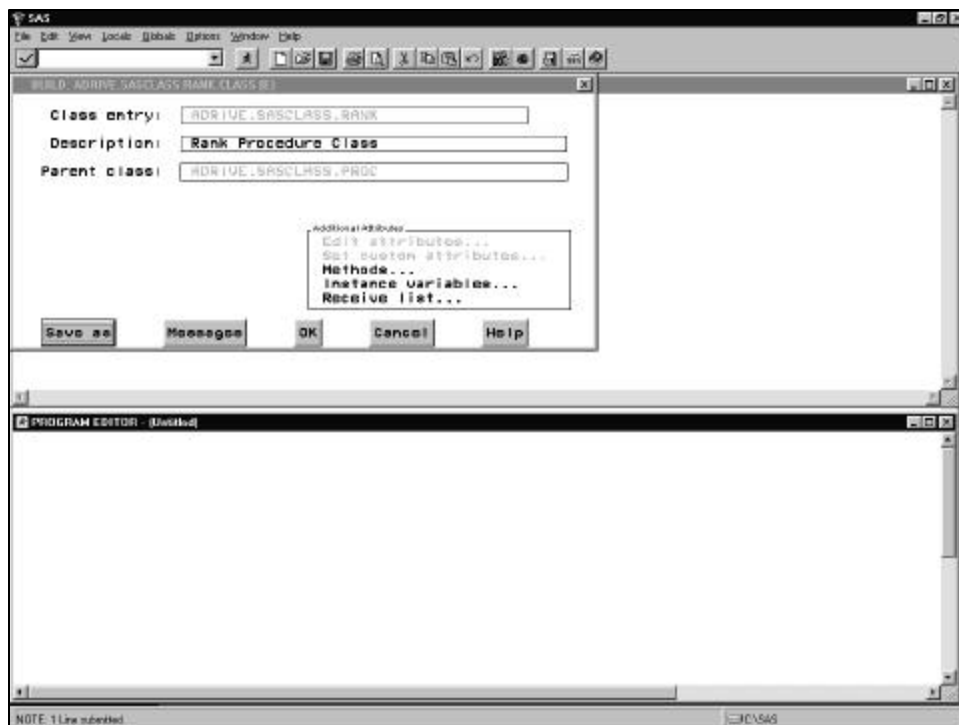 SAS
File Edit View Locals Globals Options Window Help
BUILD: ADRIVE.SASCLASS.RANK.CLASS (E)
Class entry: ADRIVE.SASCLASS.RANK
Description: Rank Procedure Class
Parent class: ADRIVE.SASCLASS.PROC
Additional Attributes
Edit attributes...
Set custom attributes...
Methods...
Instance variables...
Receive list...
Save as Messages OK Cancel Help
PROGRAM EDITOR - (Untitled)
NOTE: 1 Line submitted.
C:\SAS